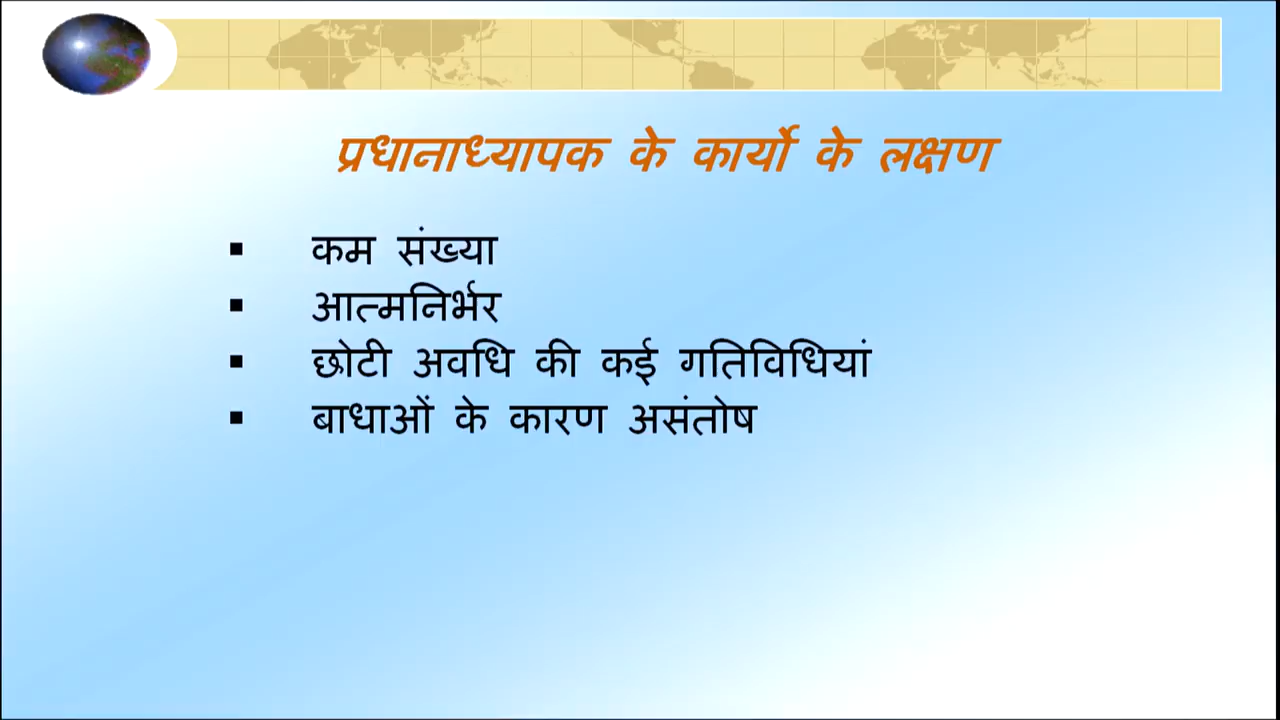 प्रधानाध्यापक के कार्यो के लक्षण
▪ कम संख्या
▪ आत्मनिर्भर
▪ छोटी अवधि की कई गतिविधियां
▪ बाधाओं के कारण असंतोष